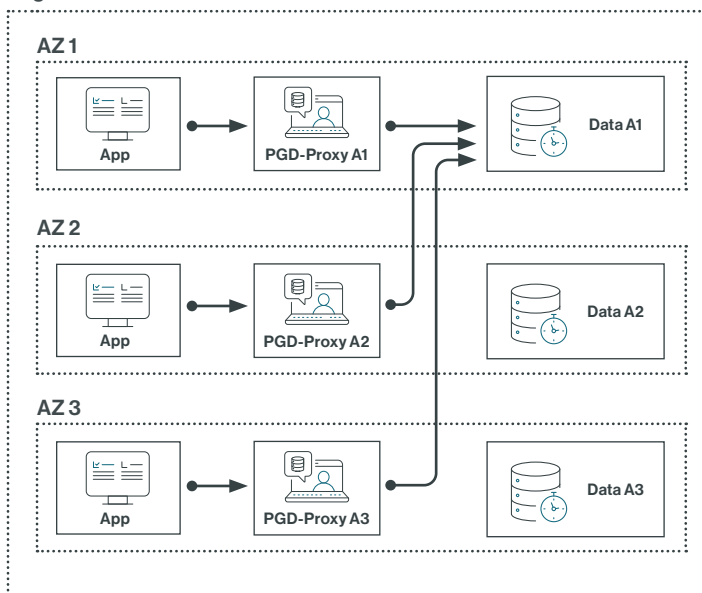 AZ 1
App
PGD-Proxy A1
Data A1
AZ 2
App
PGD-Proxy A2
Data A2
AZ 3
App
PGD-Proxy A3
Data A3